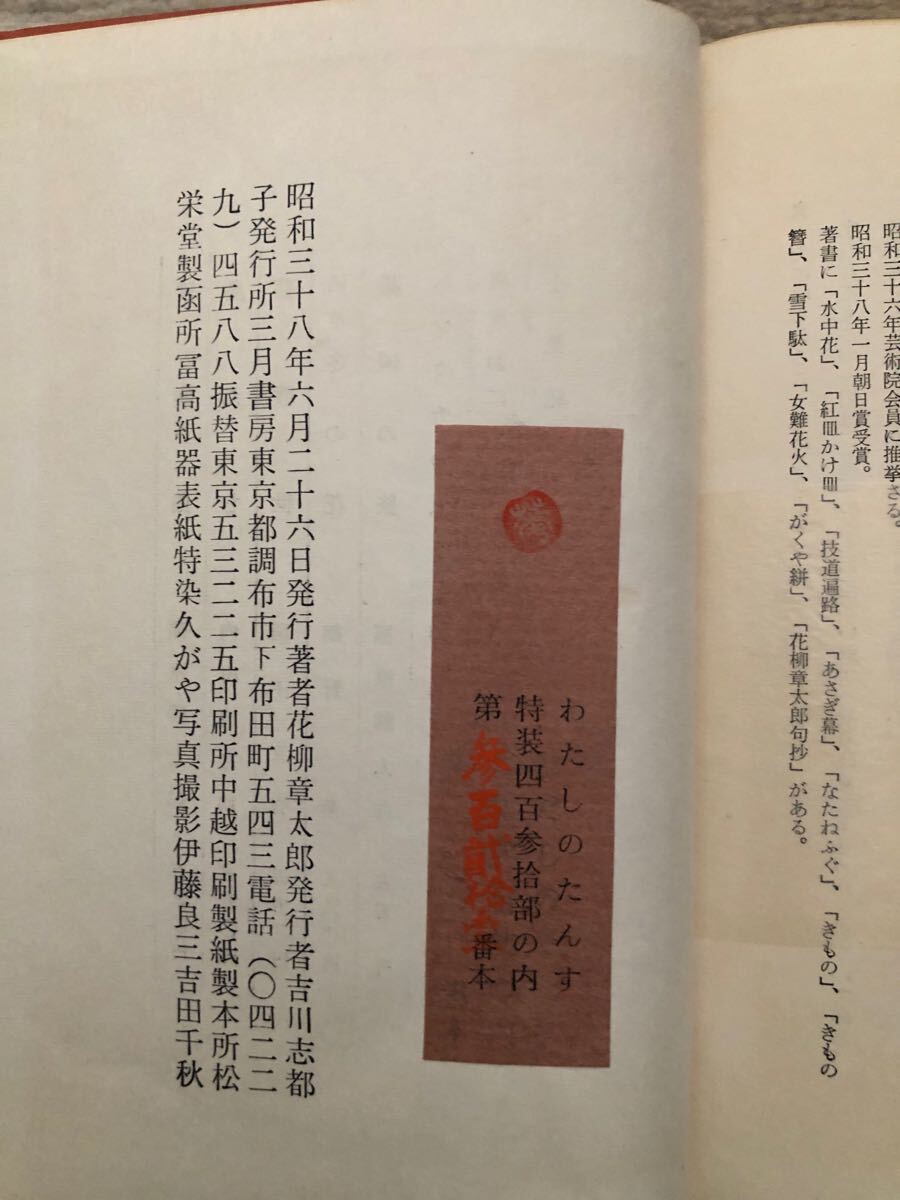 昭和三十六年芸術院会員に推挙さる。
昭和三十八年一月朝日賞受賞。
著書に「水中花」、「紅皿かけ皿」、「技道遍路」、「あさぎ幕」、「なたねふぐ」、「きもの」、「きもの
簪」、「雪下駄」、「女難花火」、「がくや絣」、「花柳章太郎句抄」がある。
わたしのたんす
特装四百参拾部の内
第参百貳拾壹番本
昭和三十八年六月二十六日発行著者花柳章太郎発行者吉川志都
子発行所三月書房東京都調布市下布田町五四三電話（〇四二二
九）四五八八振替東京五三二二五印刷所中越印刷製紙製本所松
栄堂製函所冨高紙器表紙特染久がや写真撮影伊藤良三吉田千秋